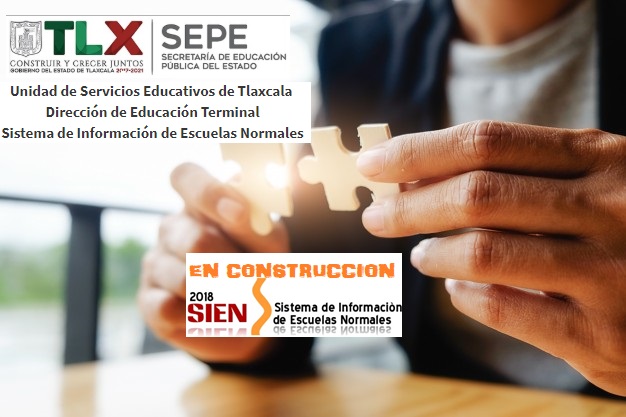 TLX
CONSTRUIR Y CRECER JUNTOS
GOBIERNO DEL ESTADO DE TLAXCALA 2017-2021
SEPE
SECRETARÍA DE EDUCACIÓN
PÚBLICA DEL ESTADO
Unidad de Servicios Educativos de Tlaxcala
Dirección de Educación Terminal
Sistema de Información de Escuelas Normales
EN CONSTRUCCION
2018
SIEN
Sistema de Informaciòn
de Escuelas Normales